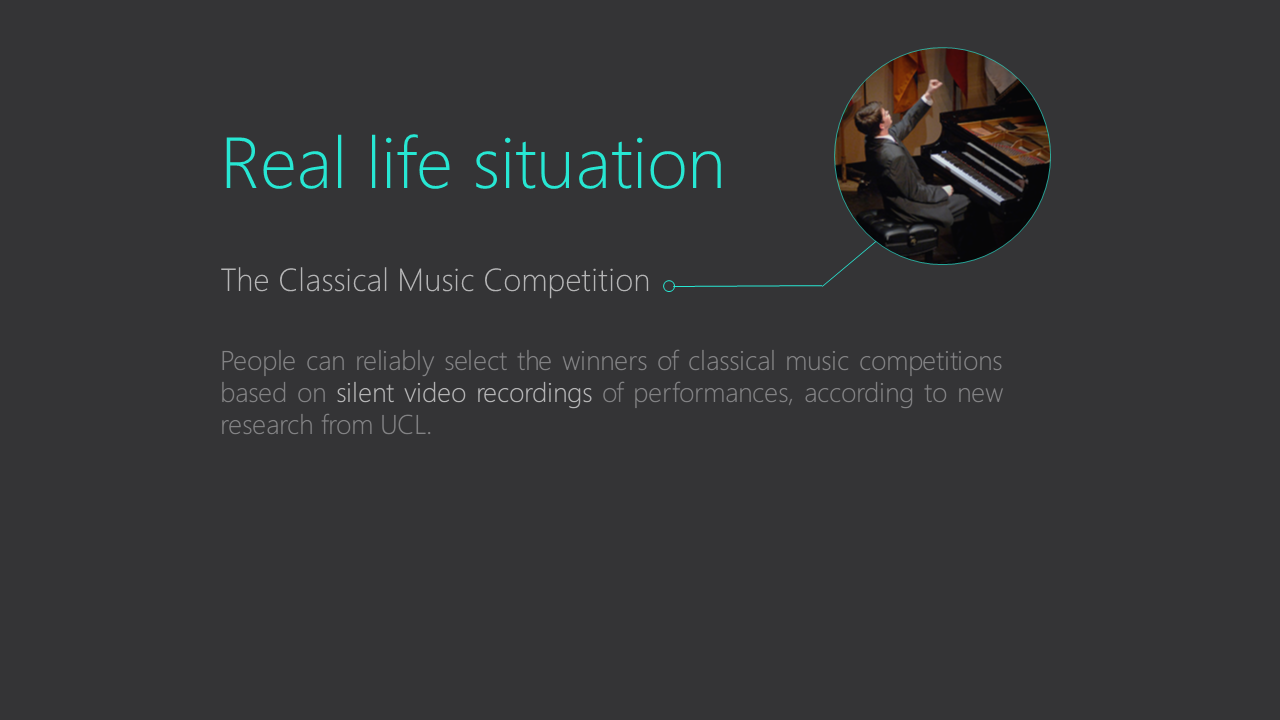 Real life situation
The Classical Music Competition
People can reliably select the winners of classical music competitions
based on silent video recordings of performances, according to new
research from UCL.